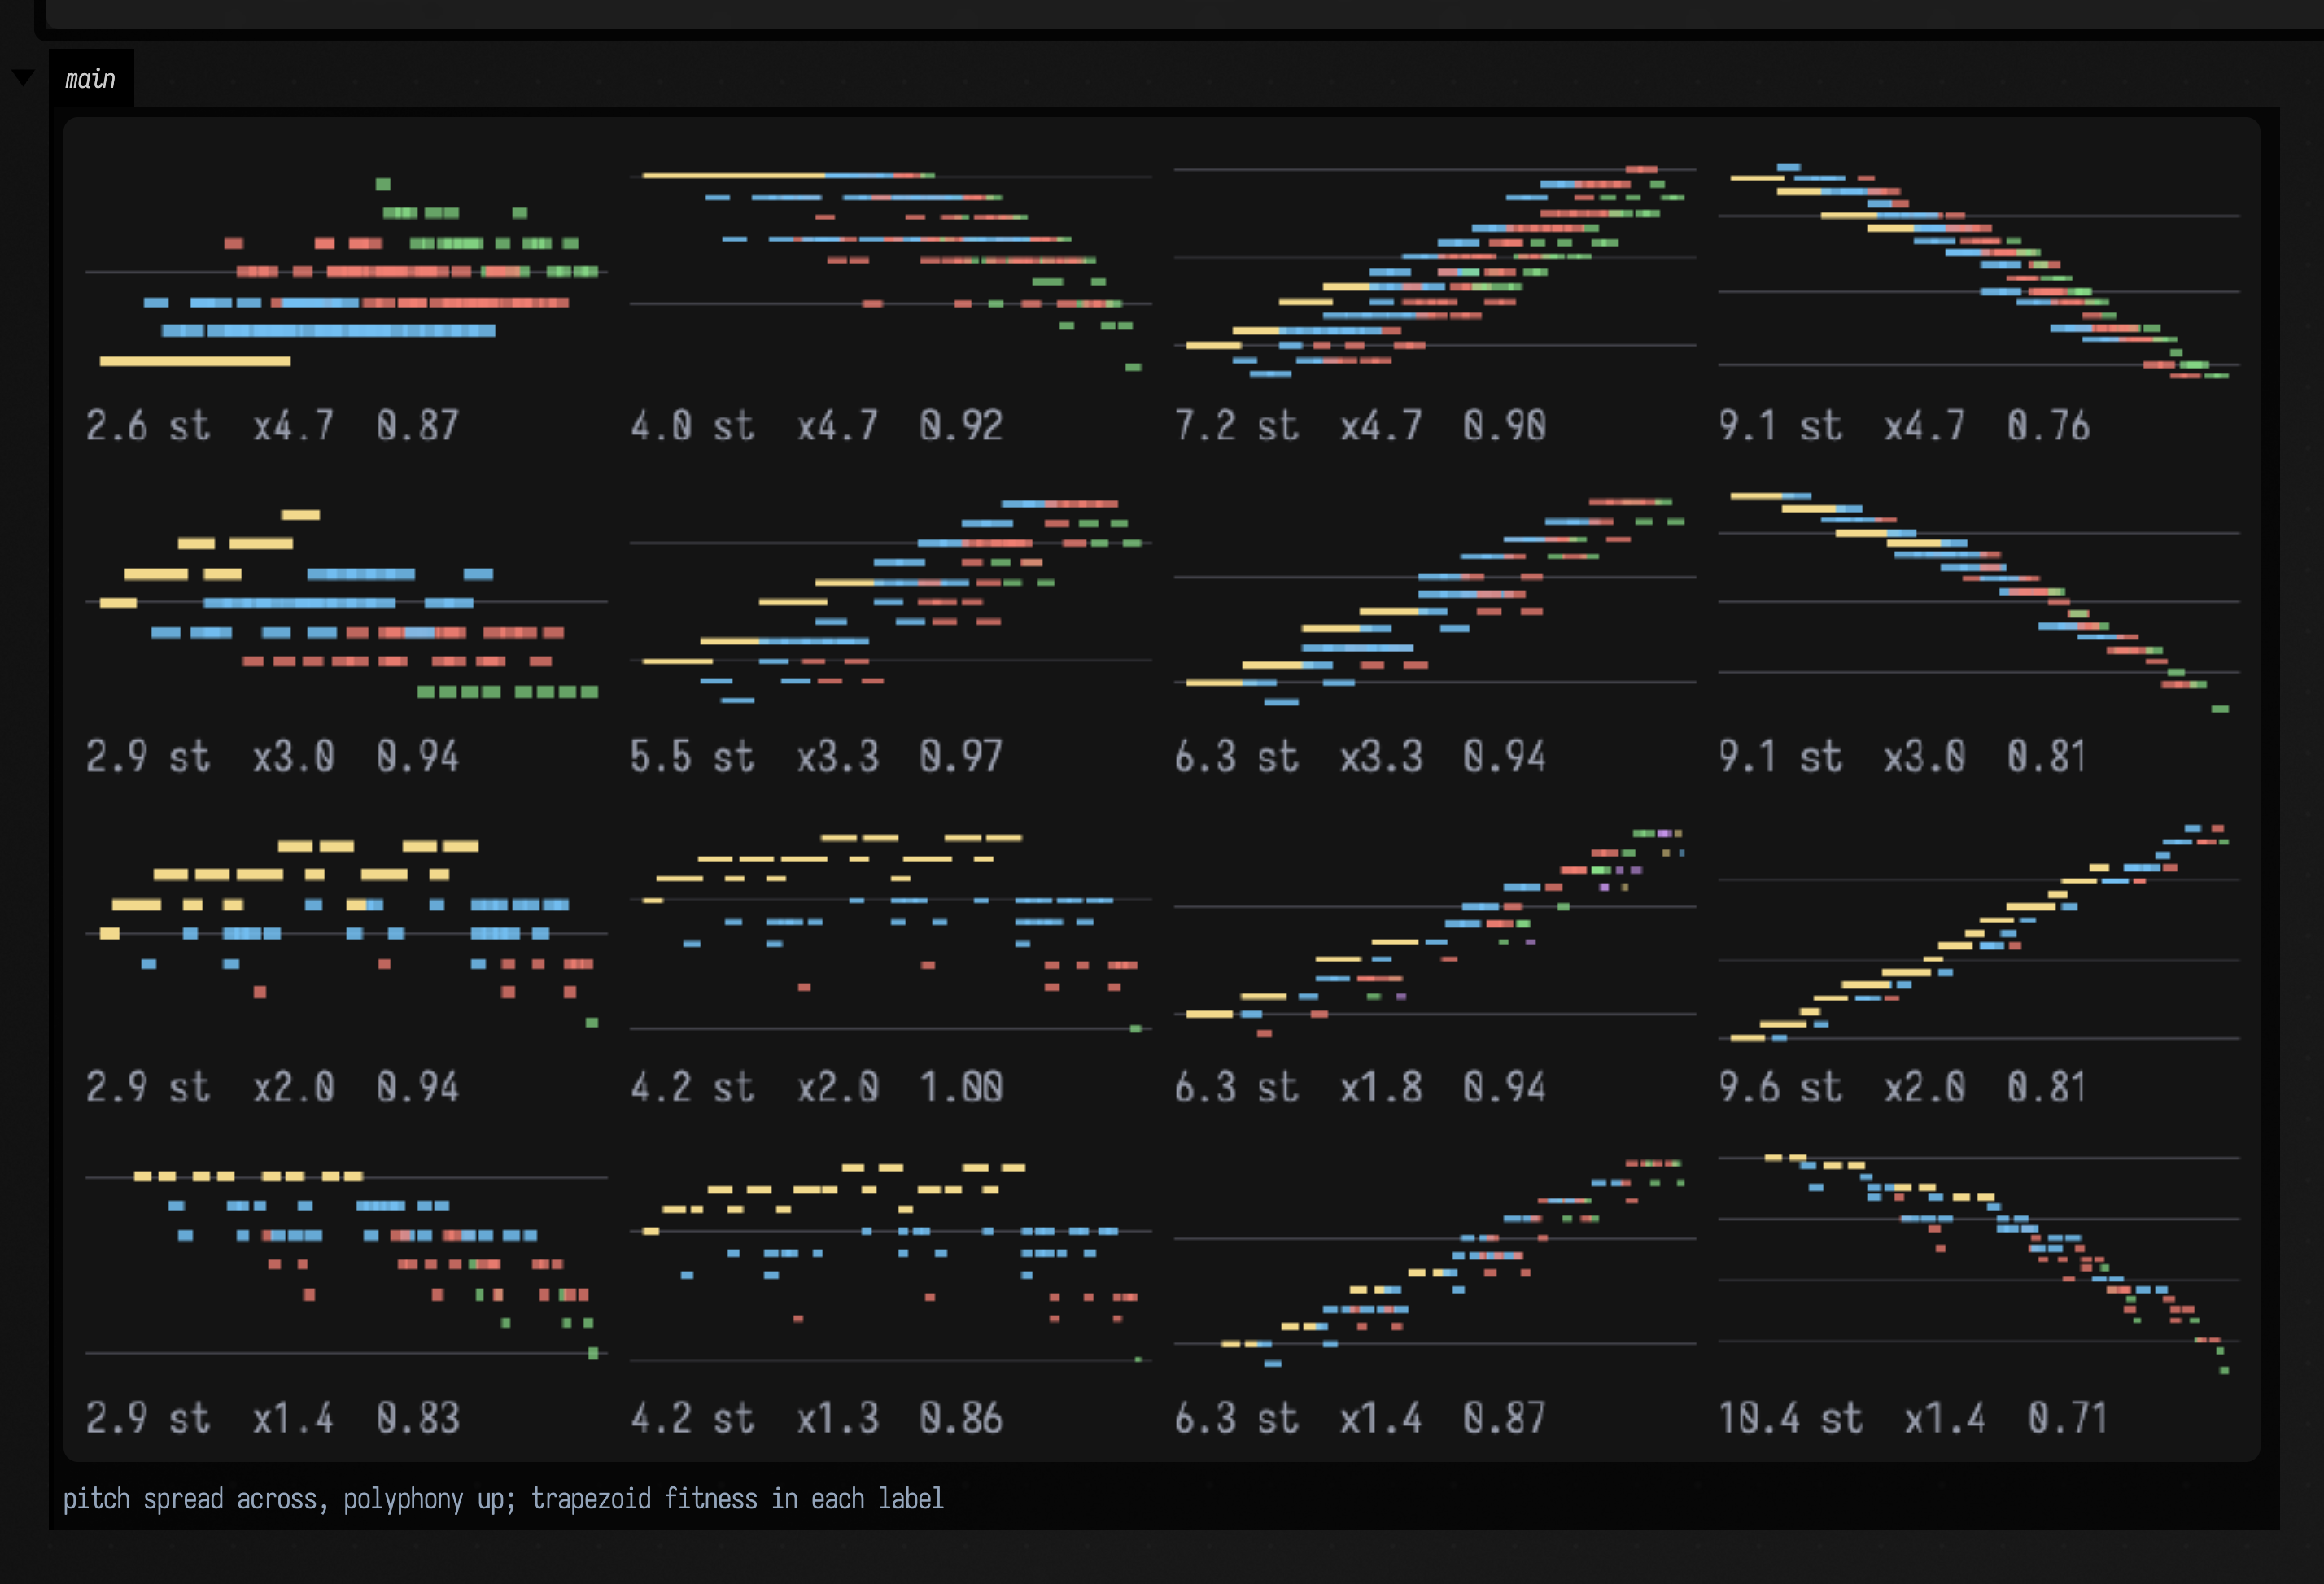 main
2.6 st x4.7 0.87
4.0 st x4.7 0.92
7.2 st x4.7 0.90
9.1 st x4.7 0.76
2.9 st x3.0 0.94
5.5 st x3.3 0.97
6.3 st x3.3 0.94
9.1 st x3.0 0.81
2.9 st x2.0 0.94
4.2 st x2.0 1.00
6.3 st x1.8 0.94
9.6 st x2.0 0.81
2.9 st x1.4 0.83
4.2 st x1.3 0.86
6.3 st x1.4 0.87
10.4 st x1.4 0.71
pitch spread across, polyphony up; trapezoid fitness in each label